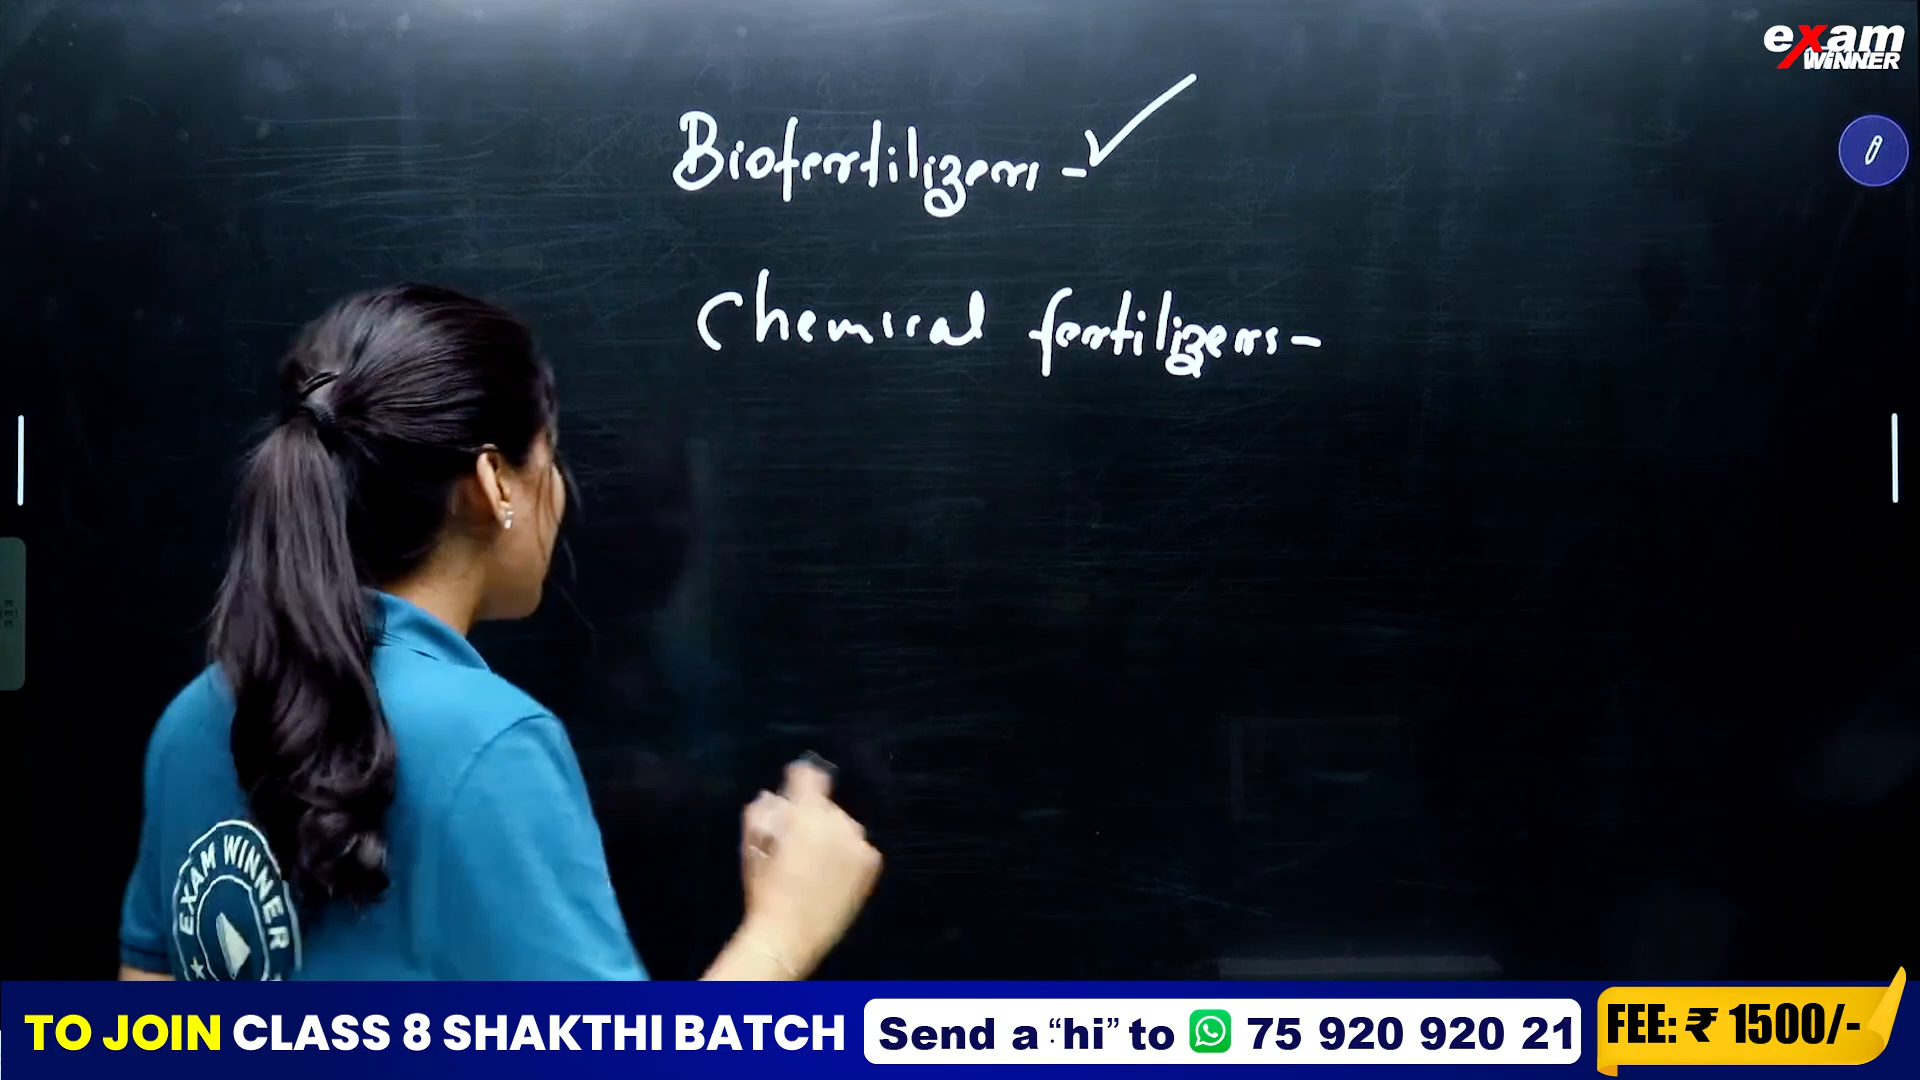 exam
WINNER
Biofertilizers - ✓
Chemical fertilizers -
EXAM WINNER
TO JOIN CLASS 8 SHAKTHI BATCH
Send a “hi” to 75 920 920 21
FEE: ₹ 1500/-